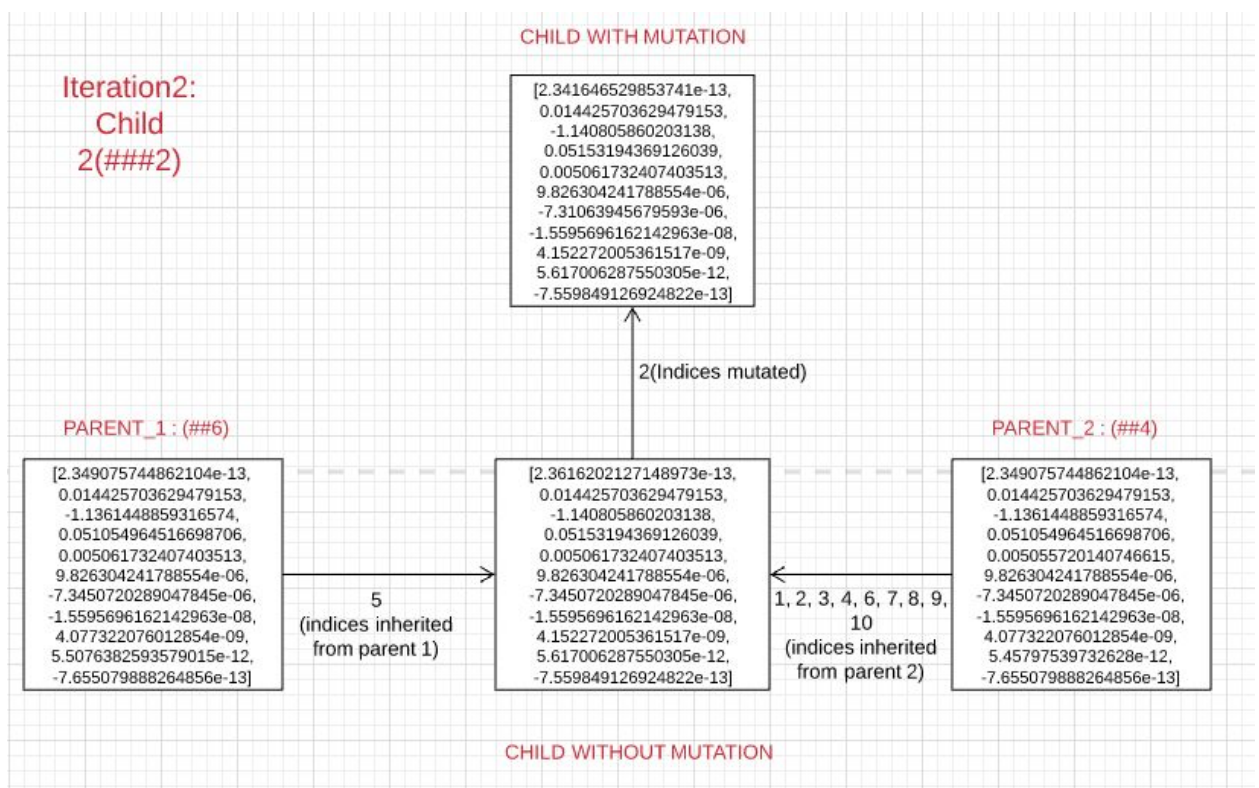 CHILD WITH MUTATION
Iteration2:
Child
2(###2)
[2.341646529853741e-13,
0.014425703629479153,
-1.140805860203138,
0.05153194369126039,
0.005061732407403513,
9.826304241788554e-06,
-7.31063945679593e-06,
-1.5595696162142963e-08,
4.152272005361517e-09,
5.617006287550305e-12,
-7.559849126924822e-13]
2(Indices mutated)
PARENT_1 : (##6)
[2.349075744862104e-13,
0.014425703629479153,
-1.1361448859316574,
0.051054964516698706,
0.005061732407403513,
9.826304241788554e-06,
-7.3450720289047845e-06,
-1.5595696162142963e-08,
4.077322076012854e-09,
5.5076382593579015e-12,
-7.655079888264856e-13]
5
(indices inherited
from parent 1)
[2.3616202127148973e-13,
0.014425703629479153,
-1.140805860203138,
0.05153194369126039,
0.005061732407403513,
9.826304241788554e-06,
-7.3450720289047845e-06,
-1.5595696162142963e-08,
4.152272005361517e-09,
5.617006287550305e-12,
-7.559849126924822e-13]
1, 2, 3, 4, 6, 7, 8, 9,
10
(indices inherited
from parent 2)
PARENT_2 : (##4)
[2.349075744862104e-13,
0.014425703629479153,
-1.1361448859316574,
0.051054964516698706,
0.005055720140746615,
9.826304241788554e-06,
-7.3450720289047845e-06,
-1.5595696162142963e-08,
4.077322076012854e-09,
5.45797539732628e-12,
-7.655079888264856e-13]
CHILD WITHOUT MUTATION